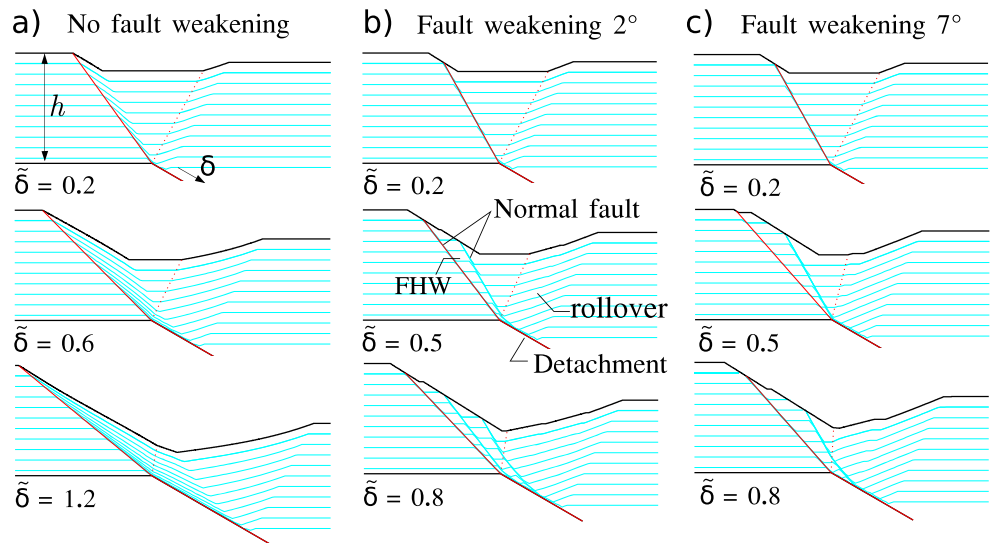 a) No fault weakening
b) Fault weakening 2°
c) Fault weakening 7°
h
δ
δ̃ = 0.2
δ̃ = 0.2
δ̃ = 0.2
Normal fault
FHW
rollover
Detachment
δ̃ = 0.6
δ̃ = 0.5
δ̃ = 0.5
δ̃ = 1.2
δ̃ = 0.8
δ̃ = 0.8